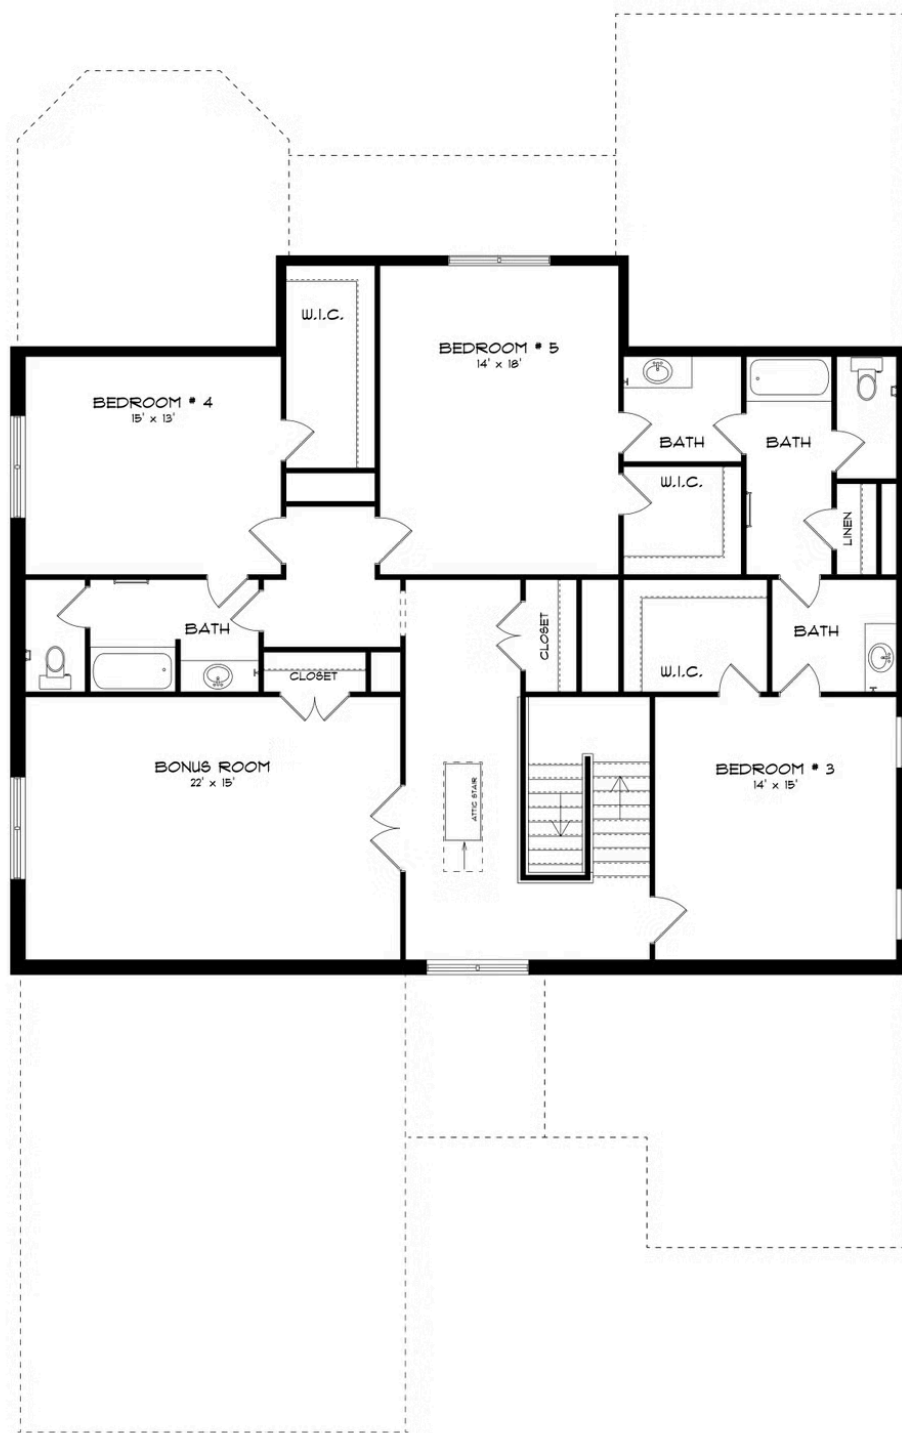 W.I.C.
BEDROOM # 5
14' x 18'
BEDROOM # 4
15' x 13'
BATH
BATH
W.I.C.
LINEN
BATH
CLOSET
BATH
W.I.C.
CLOSET
BONUS ROOM
22' x 15'
ATTIC STAIR
BEDROOM # 3
14' x 15'